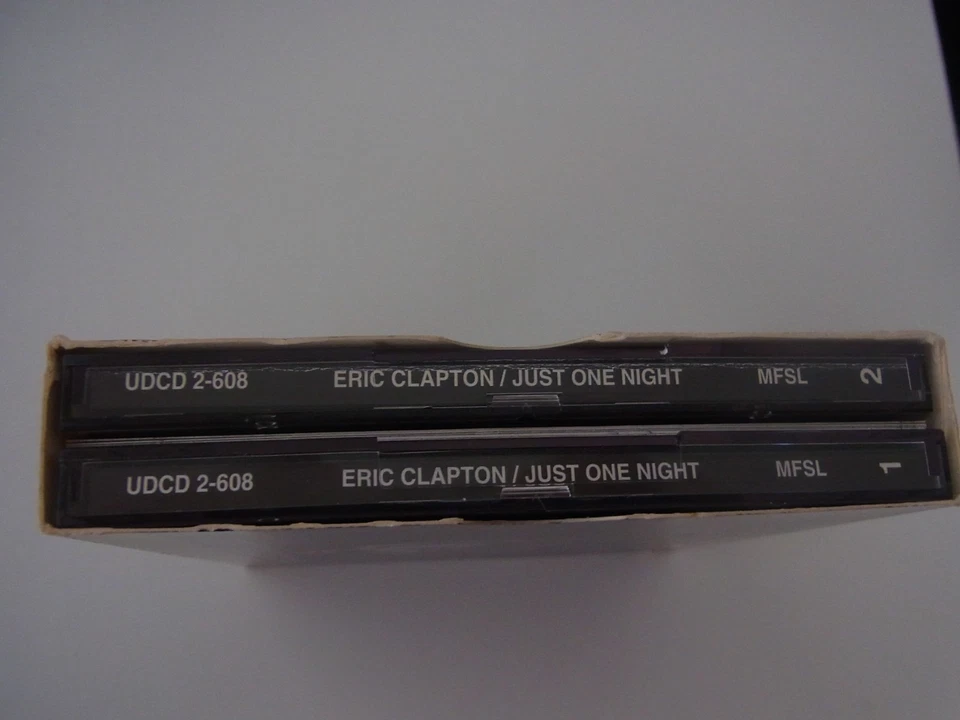 UDCD 2-608 ERIC CLAPTON / JUST ONE NIGHT MFSL 2
UDCD 2-608 ERIC CLAPTON / JUST ONE NIGHT MFSL 1